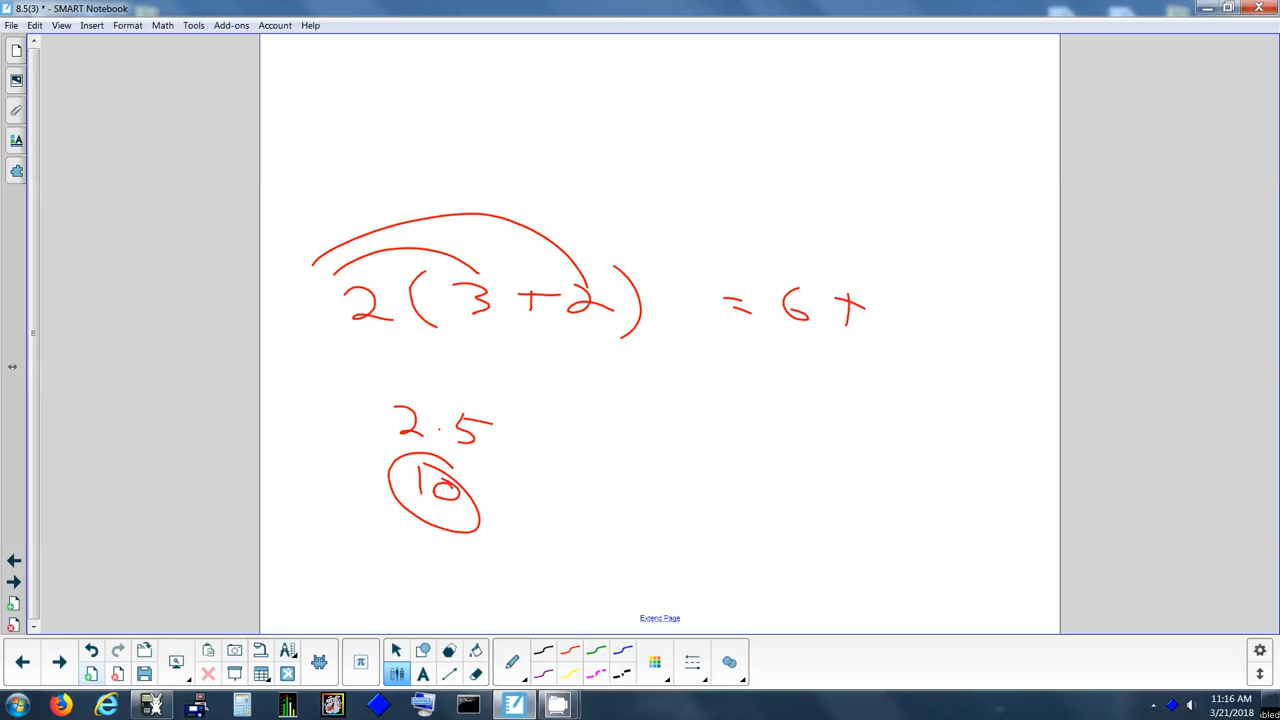 8.5(3) * - SMART Notebook
File Edit View Insert Format Math Tools Add-ons Account Help
2(3+2) = 6 +
2 · 5
10
Extend Page
π
A
11:16 AM
3/21/2018
abled